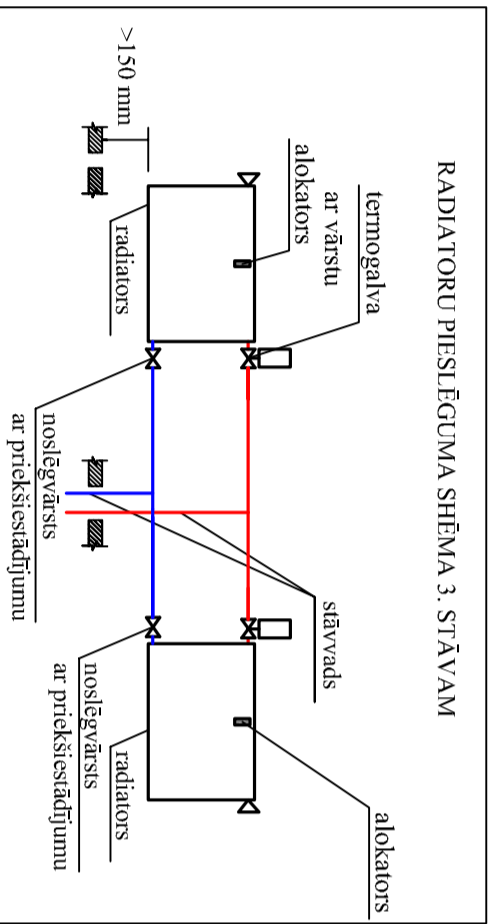 RADIATORU PIESLĒGUMA SHĒMA 3. STĀVAM
termogalva
ar vārstu
alokators
>150 mm
radiators
noslēgvārsts
ar priekšiestādījumu
stāvvads
alokators
radiators
noslēgvārsts
ar priekšiestādījumu